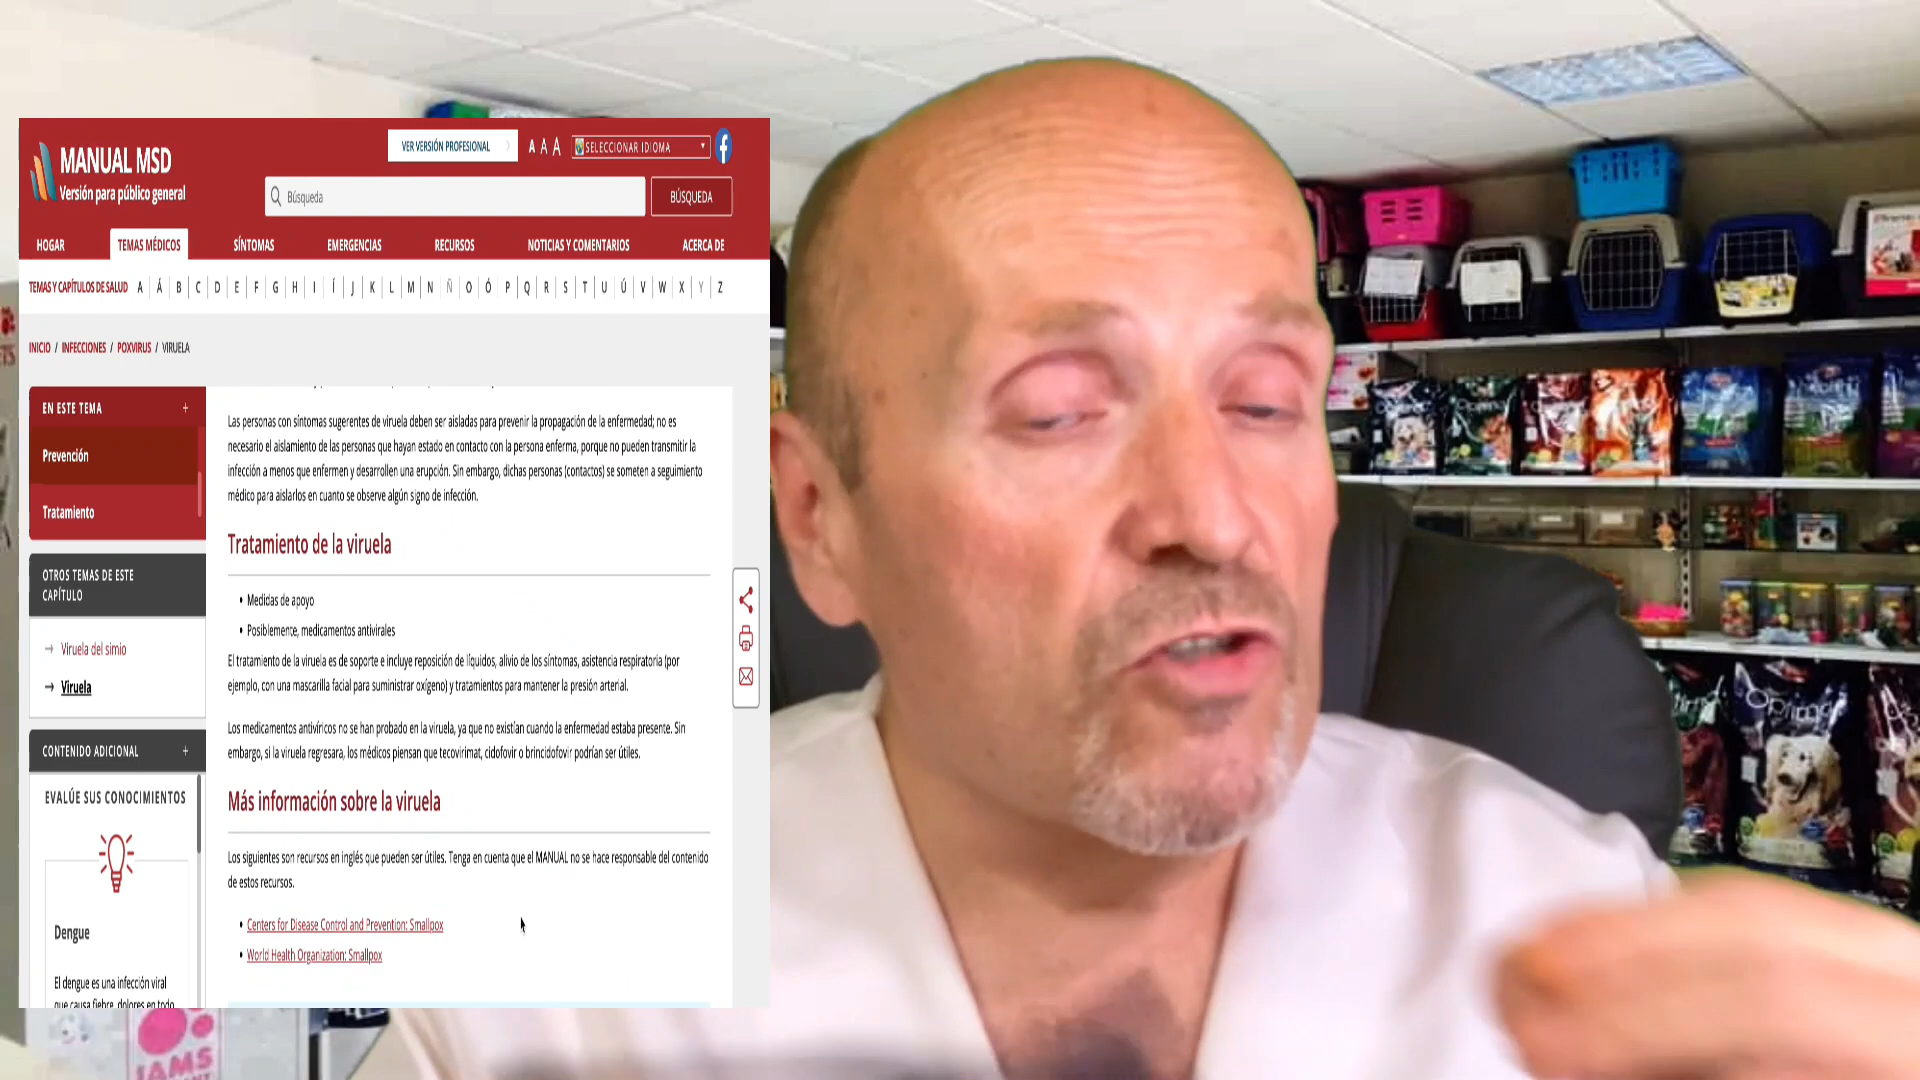 MANUAL MSD
Versión para público general
VER VERSIÓN PROFESIONAL
A A A
SELECCIONAR IDIOMA
Búsqueda
BÚSQUEDA
HOGAR
TEMAS MÉDICOS
SÍNTOMAS
EMERGENCIAS
RECURSOS
NOTICIAS Y COMENTARIOS
ACERCA DE
TEMAS Y CAPÍTULOS DE SALUD A Á B C D E F G H I Í J K L M N Ñ O Ó P Q R S T U Ú V W X Y Z
INICIO / INFECCIONES / POXVIRUS / VIRUELA
EN ESTE TEMA +
Prevención
Tratamiento
OTROS TEMAS DE ESTE
CAPÍTULO
→ Viruela del simio
→ Viruela
CONTENIDO ADICIONAL +
EVALÚE SUS CONOCIMIENTOS
Dengue
El dengue es una infección viral
que causa fiebre, dolores en todo
Las personas con síntomas sugerentes de viruela deben ser aisladas para prevenir la propagación de la enfermedad; no es
necesario el aislamiento de las personas que hayan estado en contacto con la persona enferma, porque no pueden transmitir la
infección a menos que enfermen y desarrollen una erupción. Sin embargo, dichas personas (contactos) se someten a seguimiento
médico para aislarlos en cuanto se observe algún signo de infección.
Tratamiento de la viruela
• Medidas de apoyo
• Posiblemente, medicamentos antivirales
El tratamiento de la viruela es de soporte e incluye reposición de líquidos, alivio de los síntomas, asistencia respiratoria (por
ejemplo, con una mascarilla facial para suministrar oxígeno) y tratamientos para mantener la presión arterial.
Los medicamentos antivíricos no se han probado en la viruela, ya que no existían cuando la enfermedad estaba presente. Sin
embargo, si la viruela regresara, los médicos piensan que tecovirimat, cidofovir o brincidofovir podrían ser útiles.
Más información sobre la viruela
Los siguientes son recursos en inglés que pueden ser útiles. Tenga en cuenta que el MANUAL no se hace responsable del contenido
de estos recursos.
• Centers for Disease Control and Prevention: Smallpox
• World Health Organization: Smallpox
IAMS
Optima